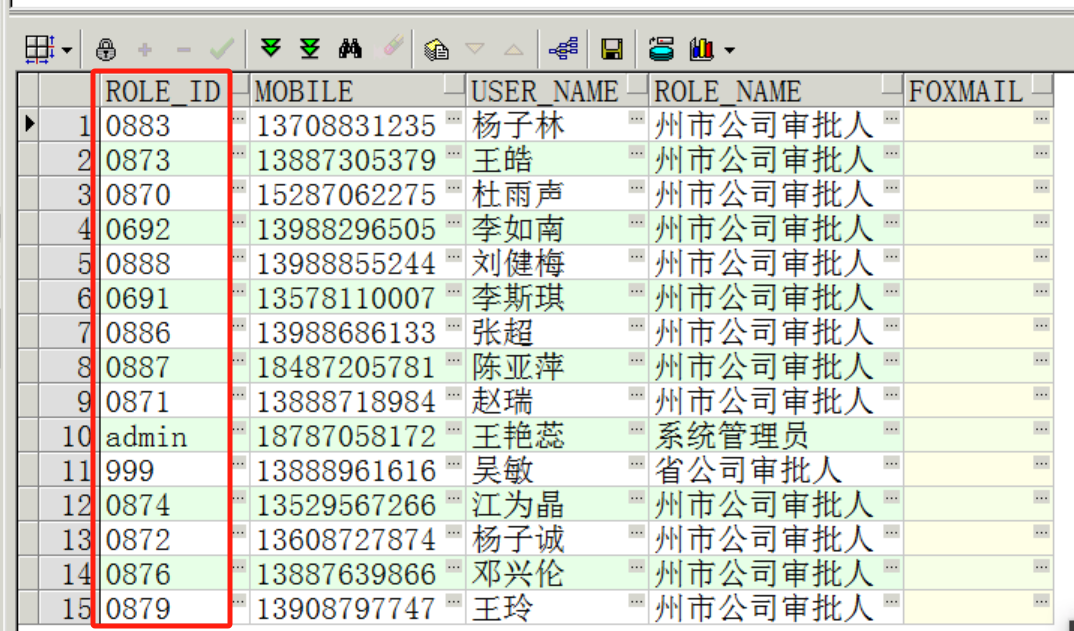 ROLE_ID MOBILE USER_NAME ROLE_NAME FOXMAIL
1 0883 13708831235 杨子林 州市公司审批人
2 0873 13887305379 王皓 州市公司审批人
3 0870 15287062275 杜雨声 州市公司审批人
4 0692 13988296505 李如南 州市公司审批人
5 0888 13988855244 刘健梅 州市公司审批人
6 0691 13578110007 李斯琪 州市公司审批人
7 0886 13988686133 张超 州市公司审批人
8 0887 18487205781 陈亚萍 州市公司审批人
9 0871 13888718984 赵瑞 州市公司审批人
10 admin 18787058172 王艳蕊 系统管理员
11 999 13888961616 吴敏 省公司审批人
12 0874 13529567266 江为晶 州市公司审批人
13 0872 13608727874 杨子诚 州市公司审批人
14 0876 13887639866 邓兴伦 州市公司审批人
15 0879 13908797747 王玲 州市公司审批人